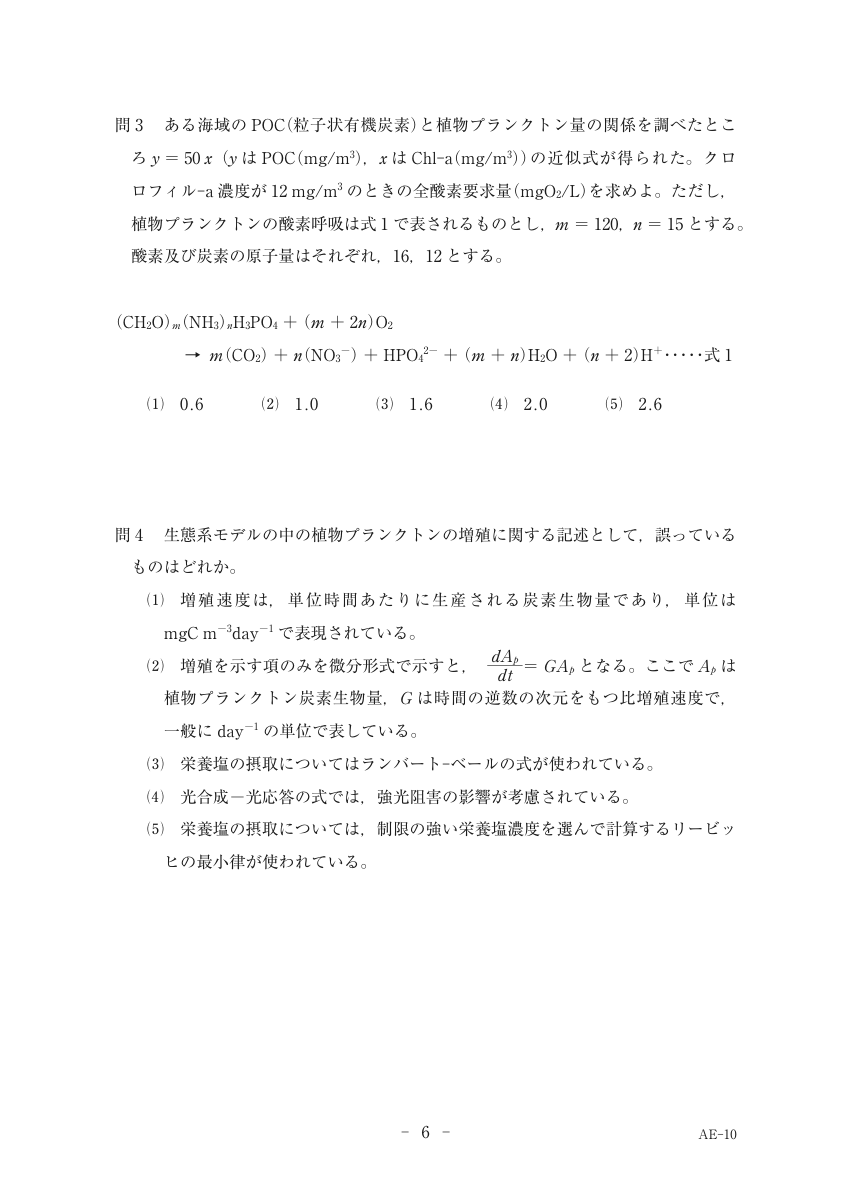 問3 ある海域の POC(粒子状有機炭素)と植物プランクトン量の関係を調べたとこ
ろ y = 50 x (y は POC(mg/m³), x は Chl-a(mg/m³))の近似式が得られた。クロ
ロフィル-a 濃度が 12 mg/m³ のときの全酸素要求量(mgO₂/L)を求めよ。ただし,
植物プランクトンの酸素呼吸は式1で表されるものとし, m = 120, n = 15 とする。
酸素及び炭素の原子量はそれぞれ, 16, 12 とする。
(CH₂O)ₘ(NH₃)ₙH₃PO₄ + (m + 2n)O₂
→ m(CO₂) + n(NO₃⁻) + HPO₄²⁻ + (m + n)H₂O + (n + 2)H⁺·····式1
(1) 0.6 (2) 1.0 (3) 1.6 (4) 2.0 (5) 2.6
問4 生態系モデルの中の植物プランクトンの増殖に関する記述として, 誤っている
ものはどれか。
(1) 増殖速度は, 単位時間あたりに生産される炭素生物量であり, 単位は
mgC m⁻³day⁻¹ で表現されている。
(2) 増殖を示す項のみを微分形式で示すと, dAₚ/dt = GAₚ となる。ここで Aₚ は
植物プランクトン炭素生物量, G は時間の逆数の次元をもつ比増殖速度で,
一般に day⁻¹ の単位で表している。
(3) 栄養塩の摂取についてはランバート-ベールの式が使われている。
(4) 光合成-光応答の式では, 強光阻害の影響が考慮されている。
(5) 栄養塩の摂取については, 制限の強い栄養塩濃度を選んで計算するリービッ
ヒの最小律が使われている。
- 6 -
AE-10